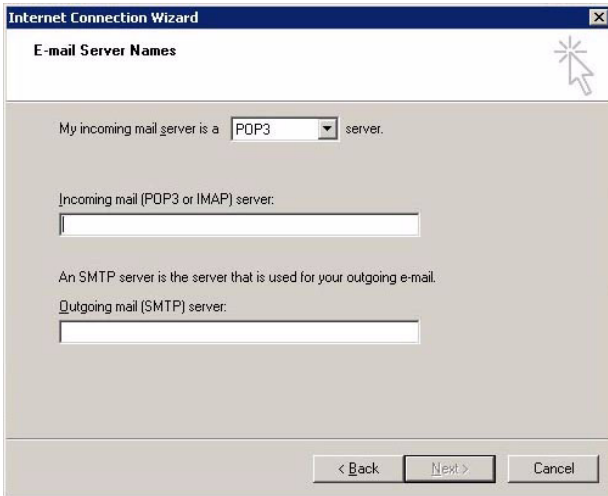 Internet Connection Wizard
E-mail Server Names
My incoming mail server is a POP3 server.
Incoming mail (POP3 or IMAP) server:
An SMTP server is the server that is used for your outgoing e-mail.
Outgoing mail (SMTP) server:
< Back Next > Cancel